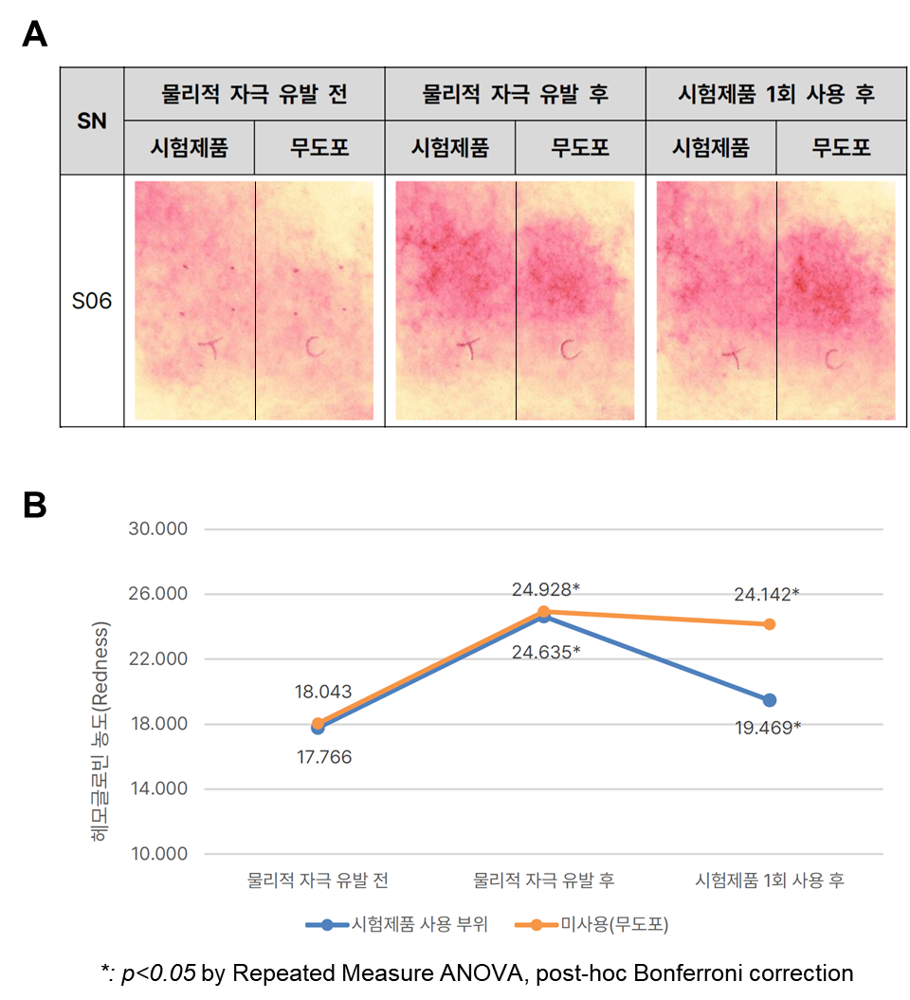 A
SN
물리적 자극 유발 전
물리적 자극 유발 후
시험제품 1회 사용 후
시험제품
무도포
시험제품
무도포
시험제품
무도포
S06
T
C
T
C
T
C
B
헤모글로빈 농도(Redness)
30.000
26.000
22.000
18.000
14.000
10.000
24.928*
24.142*
24.635*
18.043
19.469*
17.766
물리적 자극 유발 전
물리적 자극 유발 후
시험제품 1회 사용 후
시험제품 사용 부위
미사용(무도포)
*: p<0.05 by Repeated Measure ANOVA, post-hoc Bonferroni correction